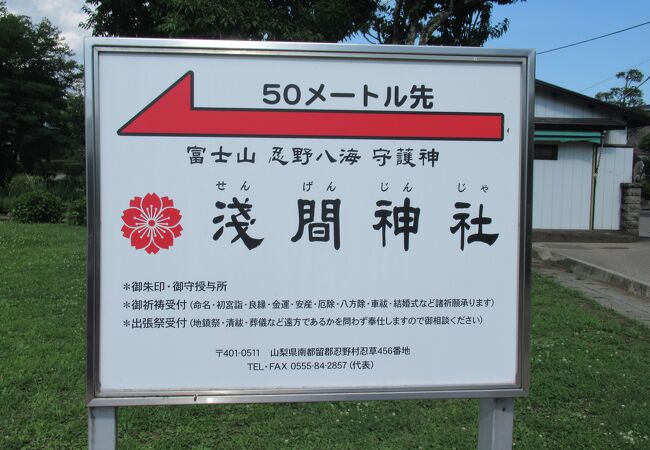 50メートル先
富士山 忍野八海 守護神
せん げん じん じゃ
淺間神社
＊御朱印・御守授与所
＊御祈祷受付（命名・初宮詣・良縁・金運・安産・厄除・八方除・車祓・結婚式など諸祈願承ります）
＊出張祭受付（地鎮祭・清祓・葬儀など遠方であるかを問わず奉仕しますので御相談ください）
〒401-0511 山梨県南都留郡忍野村忍草456番地
TEL・FAX 0555-84-2857（代表）